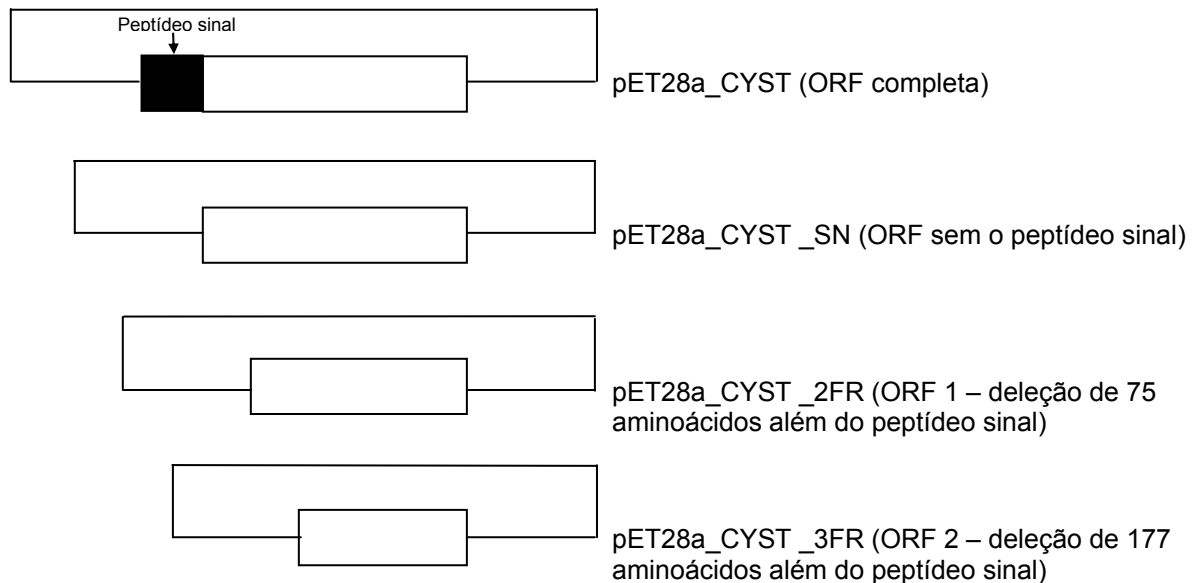 Peptídeo sinal
pET28a_CYST (ORF completa)
pET28a_CYST _SN (ORF sem o peptídeo sinal)
pET28a_CYST _2FR (ORF 1 – deleção de 75
aminoácidos além do peptídeo sinal)
pET28a_CYST _3FR (ORF 2 – deleção de 177
aminoácidos além do peptídeo sinal)